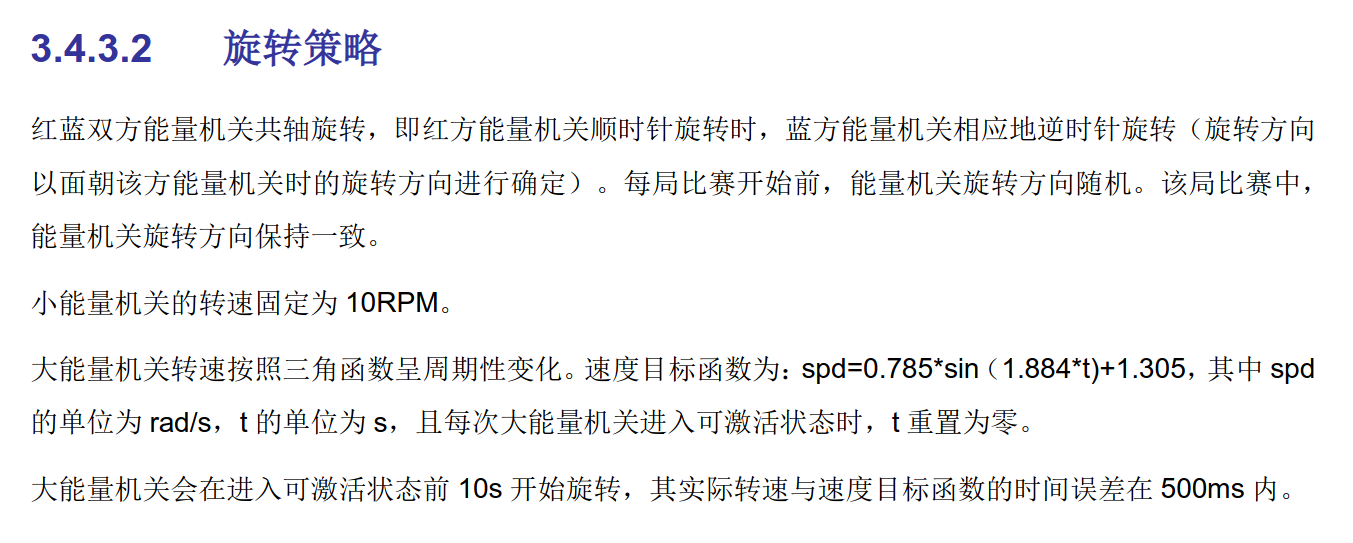 3.4.3.2 旋转策略
红蓝双方能量机关共轴旋转，即红方能量机关顺时针旋转时，蓝方能量机关相应地逆时针旋转（旋转方向
以面朝该方能量机关时的旋转方向进行确定）。每局比赛开始前，能量机关旋转方向随机。该局比赛中，
能量机关旋转方向保持一致。
小能量机关的转速固定为 10RPM。
大能量机关转速按照三角函数呈周期性变化。速度目标函数为：spd=0.785*sin（1.884*t)+1.305，其中 spd
的单位为 rad/s，t 的单位为 s，且每次大能量机关进入可激活状态时，t 重置为零。
大能量机关会在进入可激活状态前 10s 开始旋转，其实际转速与速度目标函数的时间误差在 500ms 内。